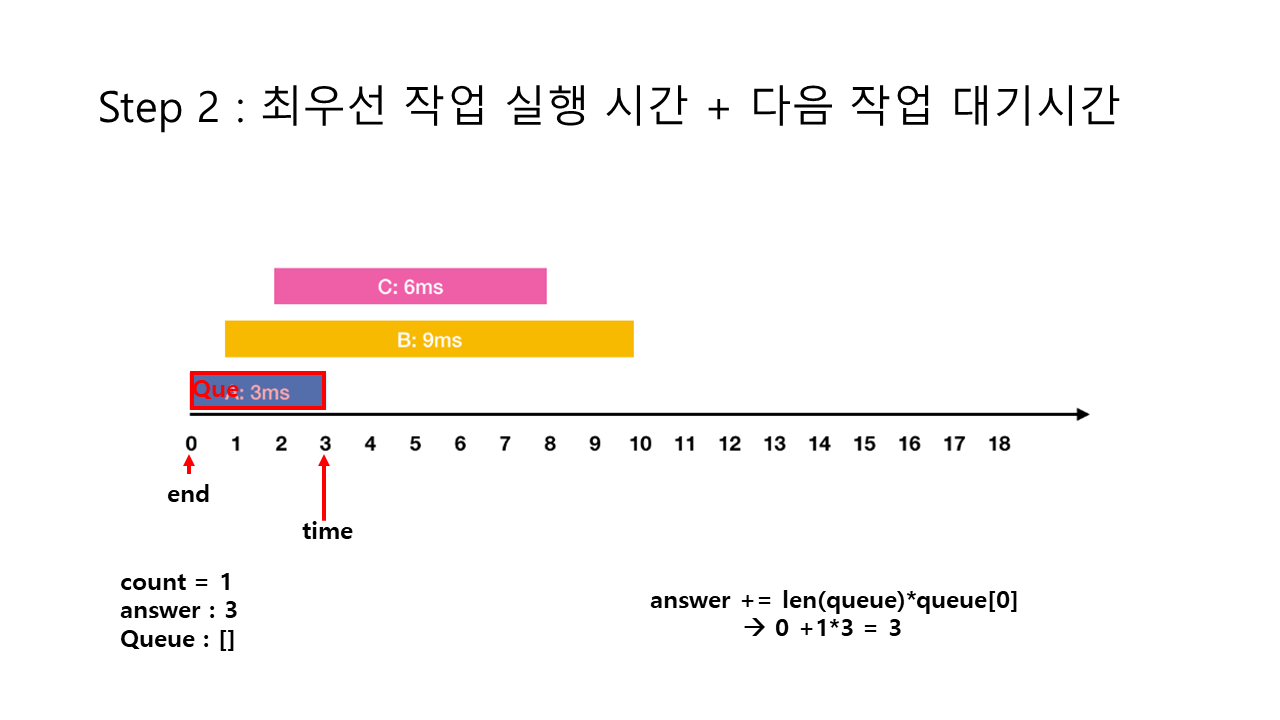 Step 2 : 최우선 작업 실행 시간 + 다음 작업 대기시간
C: 6ms
B: 9ms
Que
A: 3ms
0 1 2 3 4 5 6 7 8 9 10 11 12 13 14 15 16 17 18
end
time
count = 1
answer : 3
Queue : []
answer += len(queue)*queue[0]
→ 0 +1*3 = 3